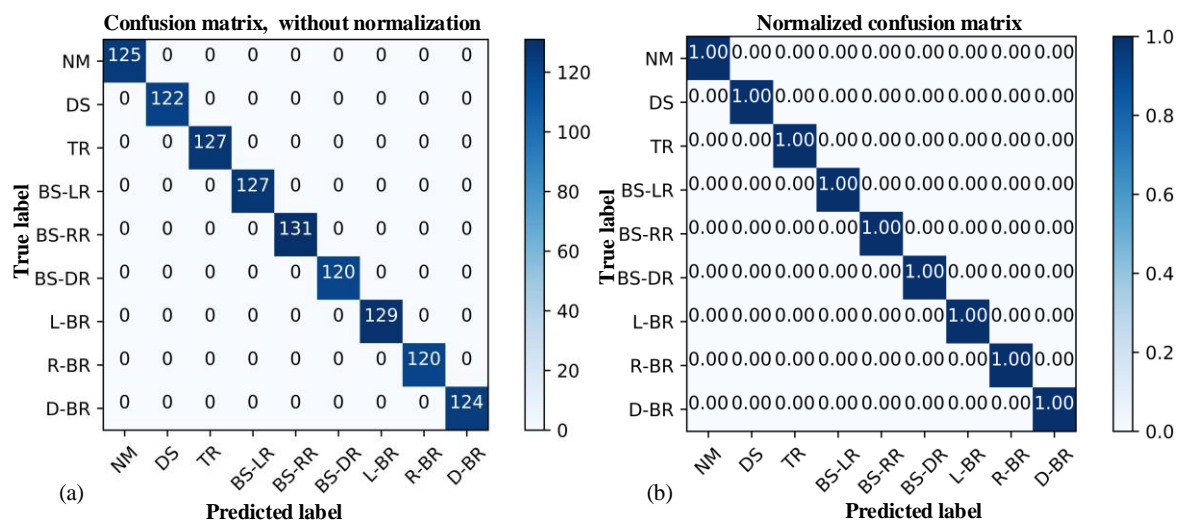 Confusion matrix, without normalization
NM 125 0 0 0 0 0 0 0 0
DS 0 122 0 0 0 0 0 0 0
TR 0 0 127 0 0 0 0 0 0
BS-LR 0 0 0 127 0 0 0 0 0
BS-RR 0 0 0 0 131 0 0 0 0
BS-DR 0 0 0 0 0 120 0 0 0
L-BR 0 0 0 0 0 0 129 0 0
R-BR 0 0 0 0 0 0 0 120 0
D-BR 0 0 0 0 0 0 0 0 124
True label
NM DS TR BS-LR BS-RR BS-DR L-BR R-BR D-BR
Predicted label
(a)
120
100
80
60
40
20
0
Normalized confusion matrix
NM 1.00 0.00 0.00 0.00 0.00 0.00 0.00 0.00 0.00
DS 0.00 1.00 0.00 0.00 0.00 0.00 0.00 0.00 0.00
TR 0.00 0.00 1.00 0.00 0.00 0.00 0.00 0.00 0.00
BS-LR 0.00 0.00 0.00 1.00 0.00 0.00 0.00 0.00 0.00
BS-RR 0.00 0.00 0.00 0.00 1.00 0.00 0.00 0.00 0.00
BS-DR 0.00 0.00 0.00 0.00 0.00 1.00 0.00 0.00 0.00
L-BR 0.00 0.00 0.00 0.00 0.00 0.00 1.00 0.00 0.00
R-BR 0.00 0.00 0.00 0.00 0.00 0.00 0.00 1.00 0.00
D-BR 0.00 0.00 0.00 0.00 0.00 0.00 0.00 0.00 1.00
True label
NM DS TR BS-LR BS-RR BS-DR L-BR R-BR D-BR
Predicted label
(b)
1.0
0.8
0.6
0.4
0.2
0.0